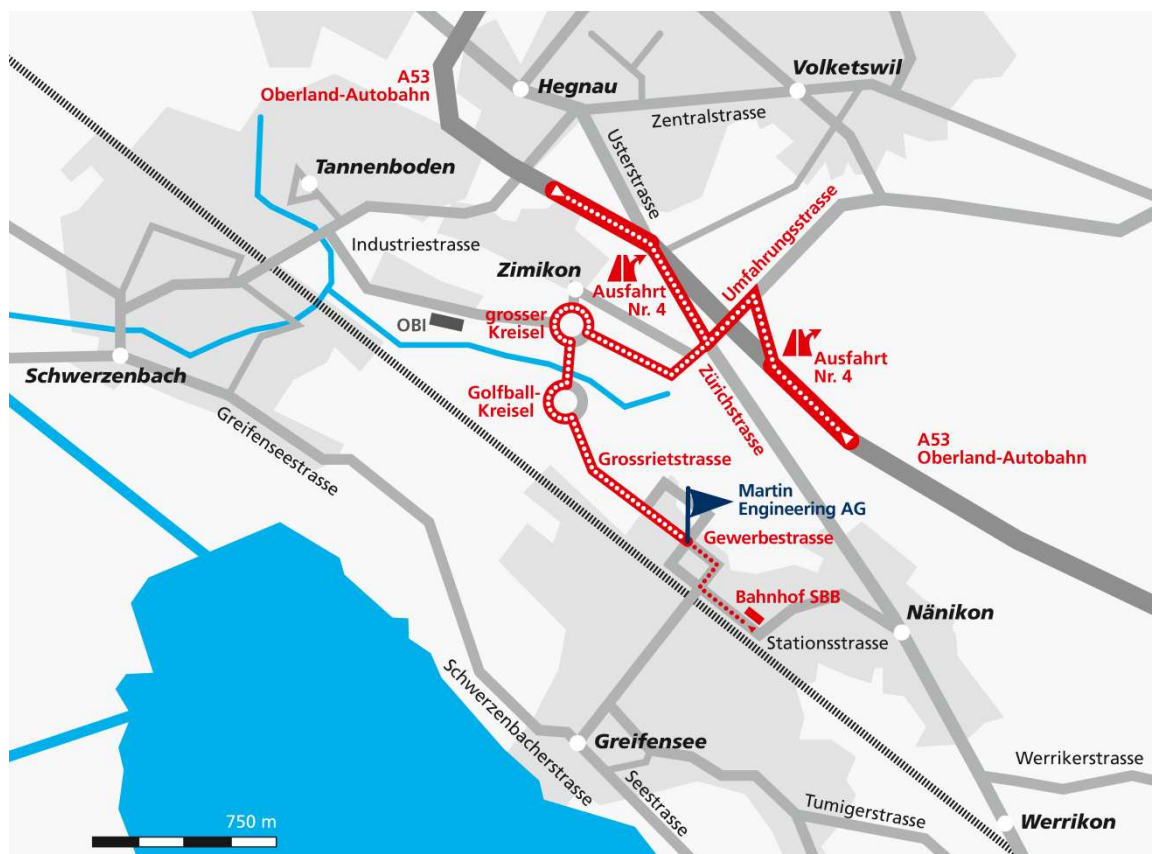 A53
Oberland-Autobahn
Hegnau
Volketswil
Zentralstrasse
Usterstrasse
Tannenboden
Industriestrasse
Zimikon
Umfahrungsstrasse
Ausfahrt
Nr. 4
grosser
Kreisel
OBI
Ausfahrt
Nr. 4
Schwerzenbach
Golfball-
Kreisel
Zürichstrasse
Greifenseestrasse
Grossrietstrasse
A53
Oberland-Autobahn
Martin
Engineering AG
Gewerbestrasse
Bahnhof SBB
Nänikon
Stationsstrasse
Schwerzenbacherstrasse
Greifensee
Seestrasse
Werrikerstrasse
Tumigerstrasse
Werrikon
750 m